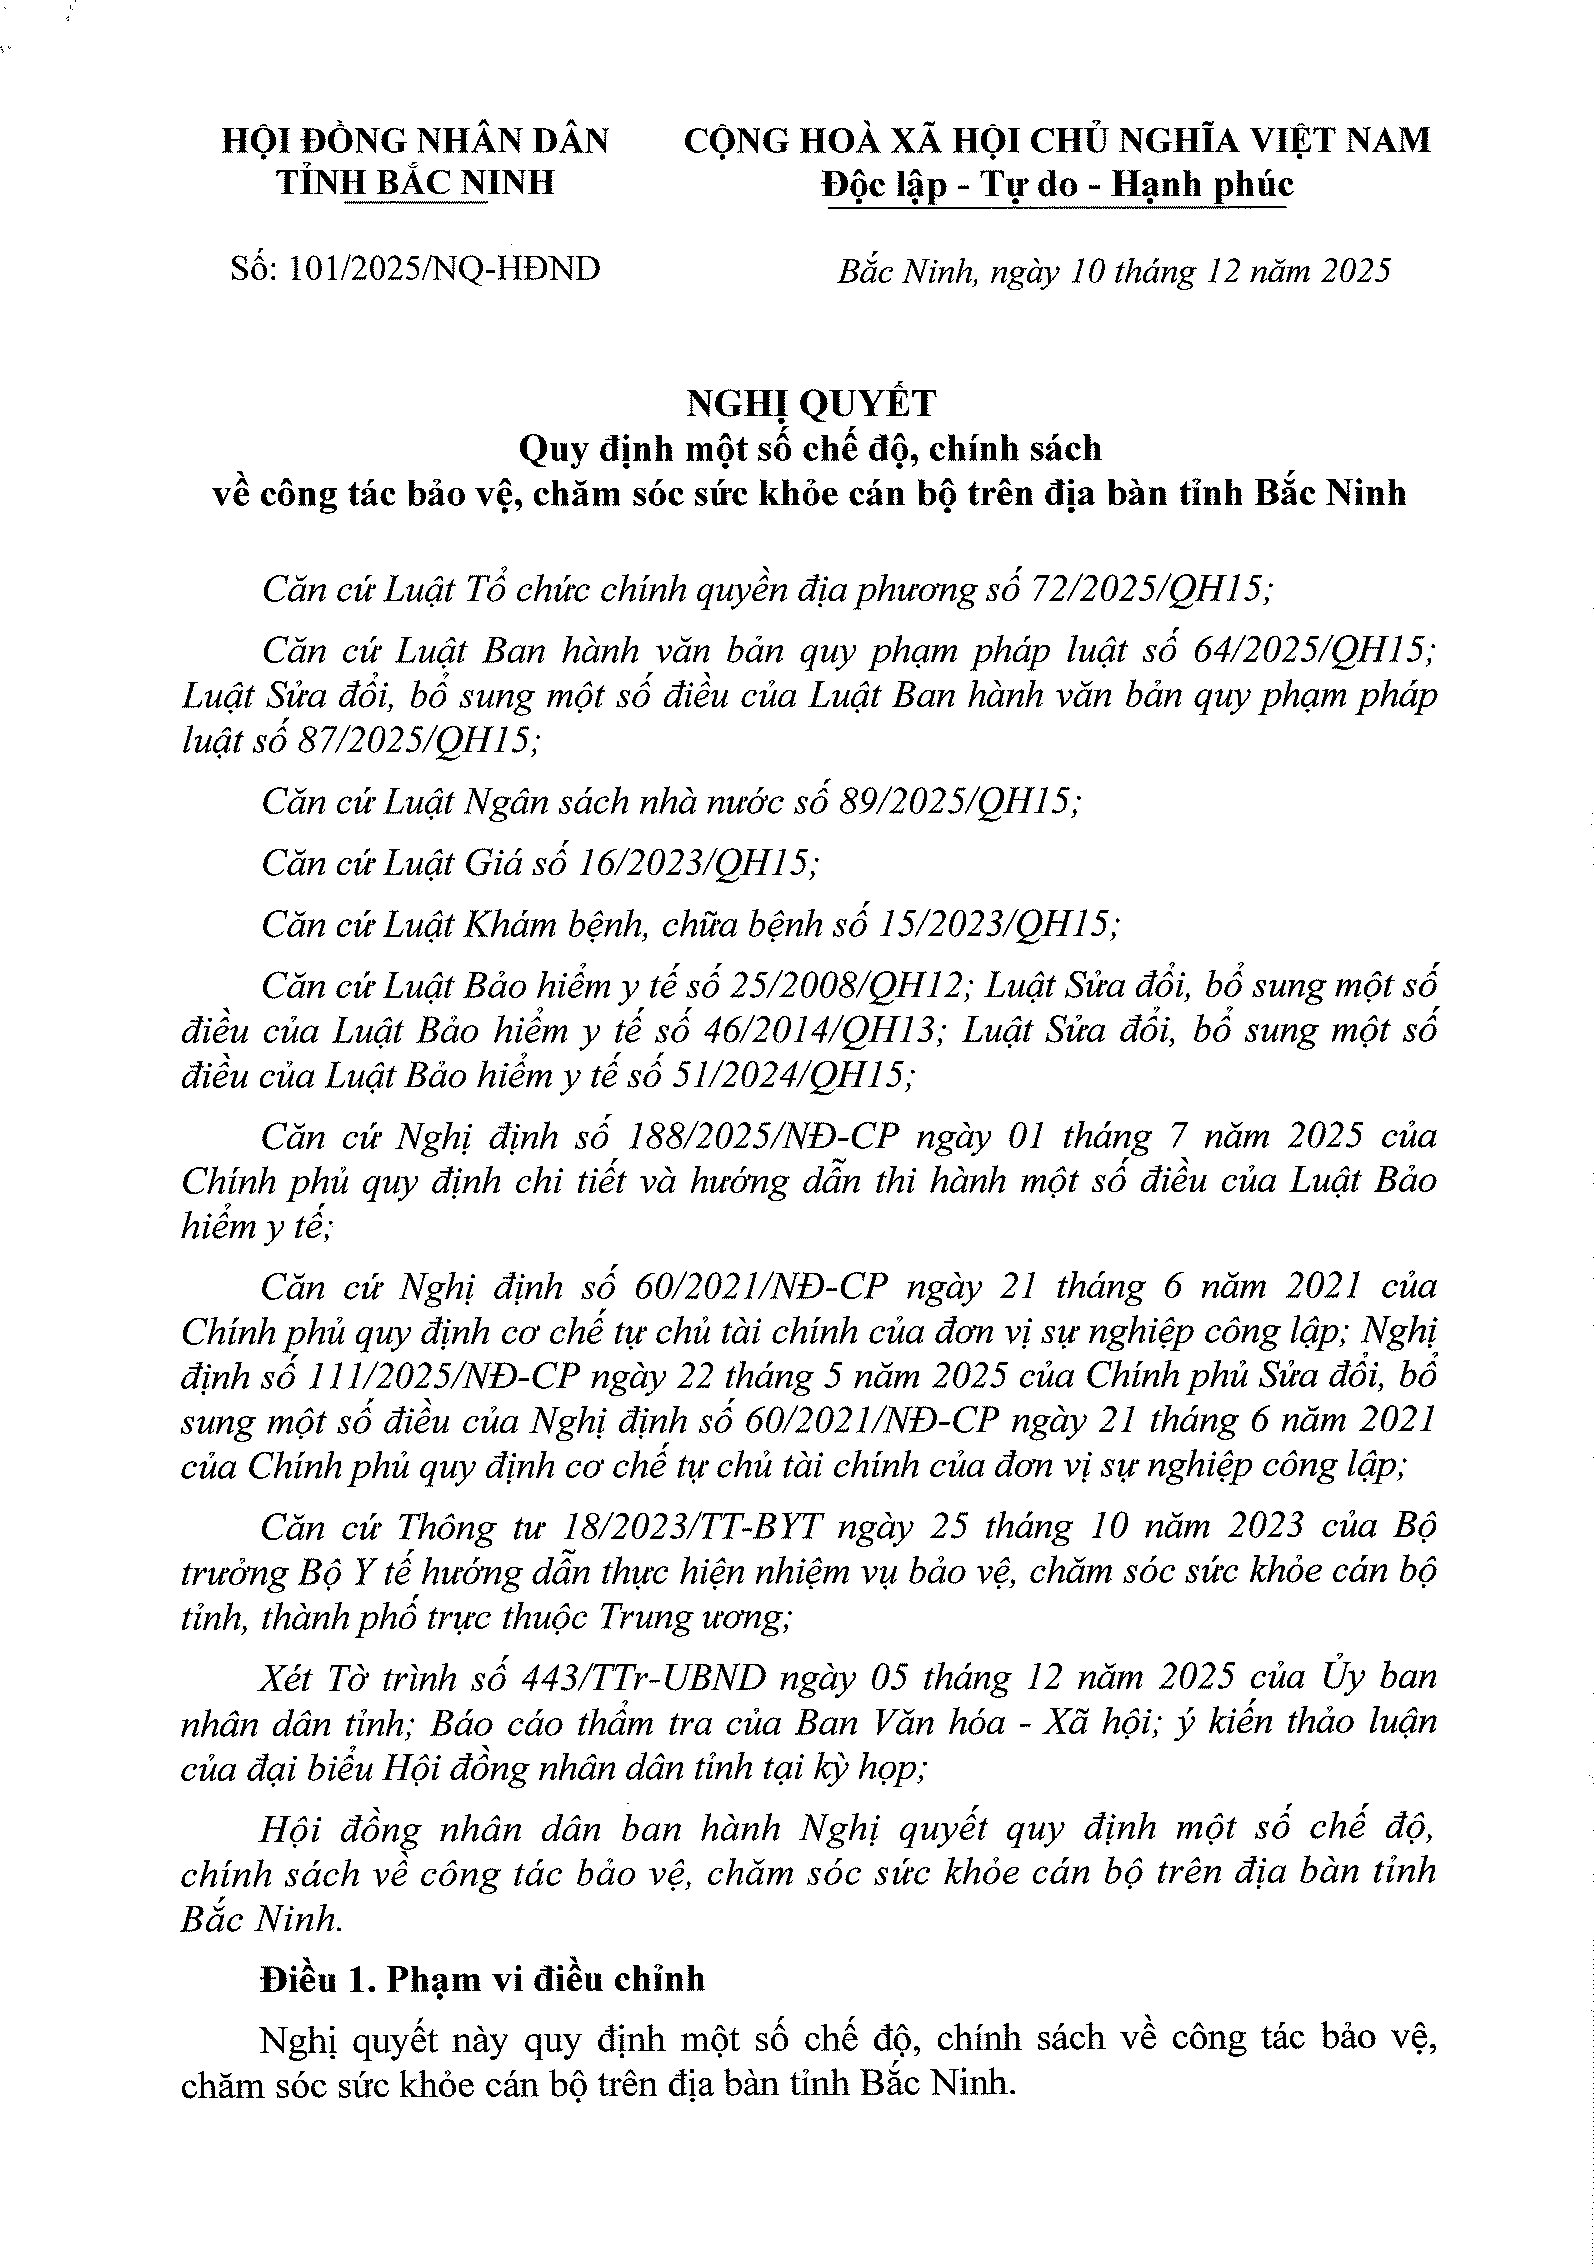 HỘI ĐỒNG NHÂN DÂN
TỈNH BẮC NINH
CỘNG HOÀ XÃ HỘI CHỦ NGHĨA VIỆT NAM
Độc lập - Tự do - Hạnh phúc
Số: 101/2025/NQ-HĐND
Bắc Ninh, ngày 10 tháng 12 năm 2025
NGHỊ QUYẾT
Quy định một số chế độ, chính sách
về công tác bảo vệ, chăm sóc sức khỏe cán bộ trên địa bàn tỉnh Bắc Ninh
Căn cứ Luật Tổ chức chính quyền địa phương số 72/2025/QH15;
Căn cứ Luật Ban hành văn bản quy phạm pháp luật số 64/2025/QH15;
Luật Sửa đổi, bổ sung một số điều của Luật Ban hành văn bản quy phạm pháp
luật số 87/2025/QH15;
Căn cứ Luật Ngân sách nhà nước số 89/2025/QH15;
Căn cứ Luật Giá số 16/2023/QH15;
Căn cứ Luật Khám bệnh, chữa bệnh số 15/2023/QH15;
Căn cứ Luật Bảo hiểm y tế số 25/2008/QH12; Luật Sửa đổi, bổ sung một số
điều của Luật Bảo hiểm y tế số 46/2014/QH13; Luật Sửa đổi, bổ sung một số
điều của Luật Bảo hiểm y tế số 51/2024/QH15;
Căn cứ Nghị định số 188/2025/NĐ-CP ngày 01 tháng 7 năm 2025 của
Chính phủ quy định chi tiết và hướng dẫn thi hành một số điều của Luật Bảo
hiểm y tế;
Căn cứ Nghị định số 60/2021/NĐ-CP ngày 21 tháng 6 năm 2021 của
Chính phủ quy định cơ chế tự chủ tài chính của đơn vị sự nghiệp công lập; Nghị
định số 111/2025/NĐ-CP ngày 22 tháng 5 năm 2025 của Chính phủ Sửa đổi, bổ
sung một số điều của Nghị định số 60/2021/NĐ-CP ngày 21 tháng 6 năm 2021
của Chính phủ quy định cơ chế tự chủ tài chính của đơn vị sự nghiệp công lập;
Căn cứ Thông tư 18/2023/TT-BYT ngày 25 tháng 10 năm 2023 của Bộ
trưởng Bộ Y tế hướng dẫn thực hiện nhiệm vụ bảo vệ, chăm sóc sức khỏe cán bộ
tỉnh, thành phố trực thuộc Trung ương;
Xét Tờ trình số 443/TTr-UBND ngày 05 tháng 12 năm 2025 của Ủy ban
nhân dân tỉnh; Báo cáo thẩm tra của Ban Văn hóa - Xã hội; ý kiến thảo luận
của đại biểu Hội đồng nhân dân tỉnh tại kỳ họp;
Hội đồng nhân dân ban hành Nghị quyết quy định một số chế độ,
chính sách về công tác bảo vệ, chăm sóc sức khỏe cán bộ trên địa bàn tỉnh
Bắc Ninh.
Điều 1. Phạm vi điều chỉnh
Nghị quyết này quy định một số chế độ, chính sách về công tác bảo vệ,
chăm sóc sức khỏe cán bộ trên địa bàn tỉnh Bắc Ninh.